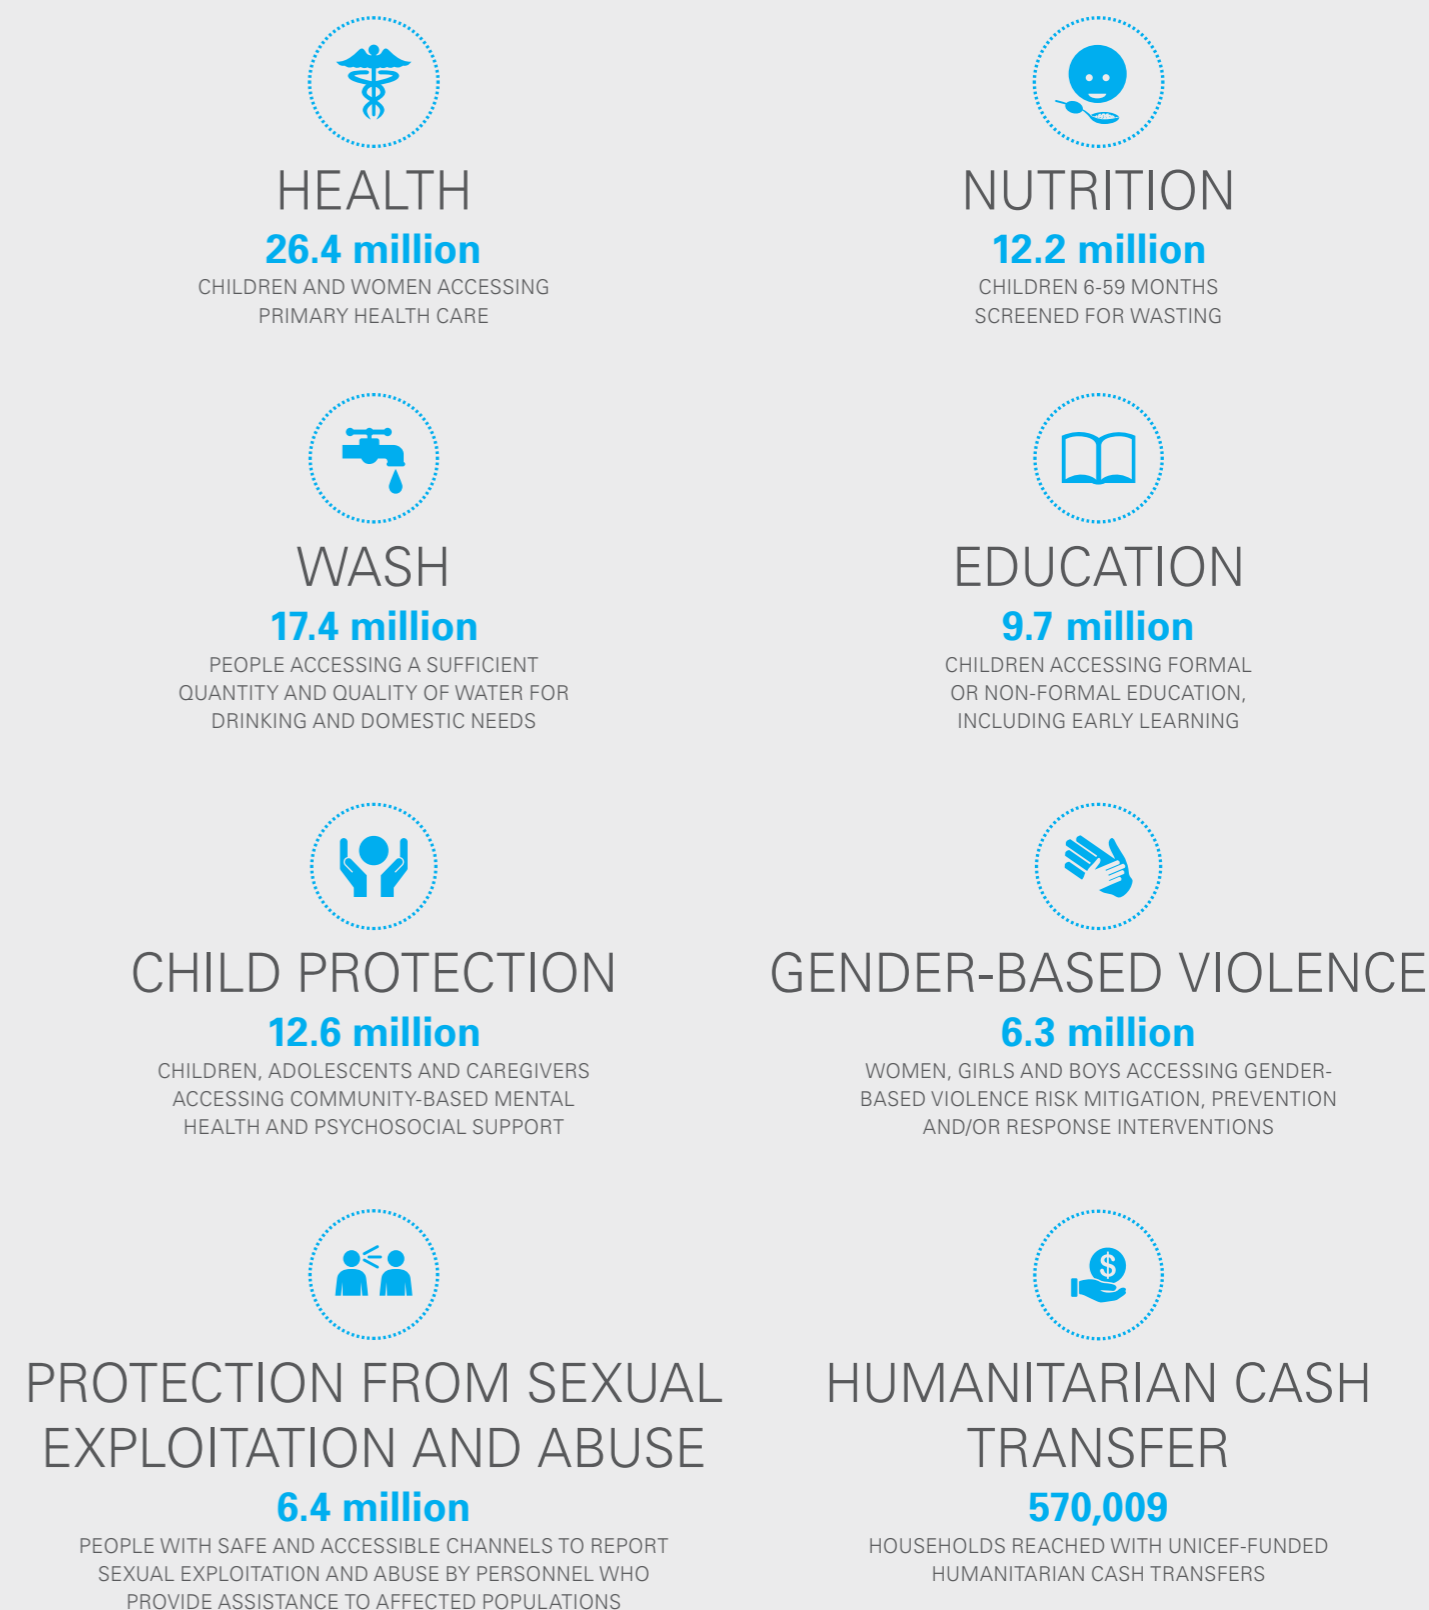 HEALTH
26.4 million
CHILDREN AND WOMEN ACCESSING
PRIMARY HEALTH CARE
NUTRITION
12.2 million
CHILDREN 6-59 MONTHS
SCREENED FOR WASTING
WASH
17.4 million
PEOPLE ACCESSING A SUFFICIENT
QUANTITY AND QUALITY OF WATER FOR
DRINKING AND DOMESTIC NEEDS
EDUCATION
9.7 million
CHILDREN ACCESSING FORMAL
OR NON-FORMAL EDUCATION,
INCLUDING EARLY LEARNING
CHILD PROTECTION
12.6 million
CHILDREN, ADOLESCENTS AND CAREGIVERS
ACCESSING COMMUNITY-BASED MENTAL
HEALTH AND PSYCHOSOCIAL SUPPORT
GENDER-BASED VIOLENCE
6.3 million
WOMEN, GIRLS AND BOYS ACCESSING GENDER-
BASED VIOLENCE RISK MITIGATION, PREVENTION
AND/OR RESPONSE INTERVENTIONS
PROTECTION FROM SEXUAL
EXPLOITATION AND ABUSE
6.4 million
PEOPLE WITH SAFE AND ACCESSIBLE CHANNELS TO REPORT
SEXUAL EXPLOITATION AND ABUSE BY PERSONNEL WHO
PROVIDE ASSISTANCE TO AFFECTED POPULATIONS
$
HUMANITARIAN CASH
TRANSFER
570,009
HOUSEHOLDS REACHED WITH UNICEF-FUNDED
HUMANITARIAN CASH TRANSFERS